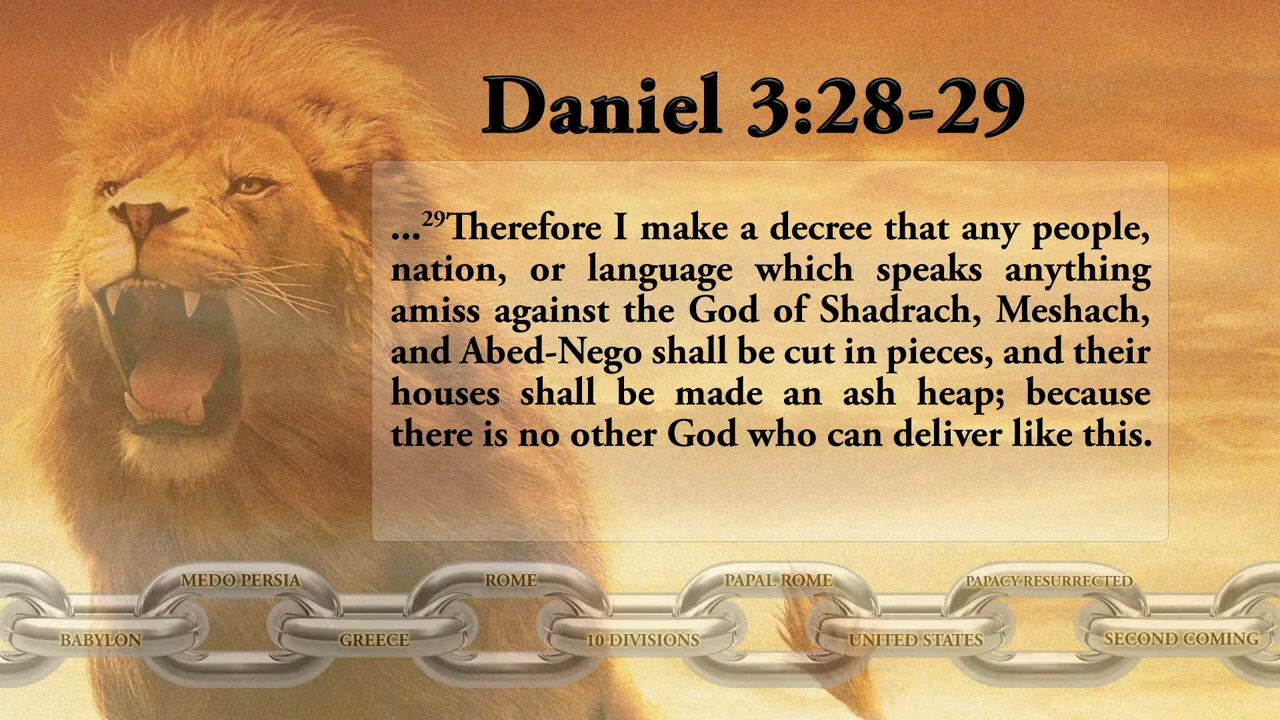 Daniel 3:28-29
...29Therefore I make a decree that any people,
nation, or language which speaks anything
amiss against the God of Shadrach, Meshach,
and Abed-Nego shall be cut in pieces, and their
houses shall be made an ash heap; because
there is no other God who can deliver like this.
MEDO PERSIA ROME PAPAL ROME PAPACY RESURRECTED
BABYLON GREECE 10 DIVISIONS UNITED STATES SECOND COMING